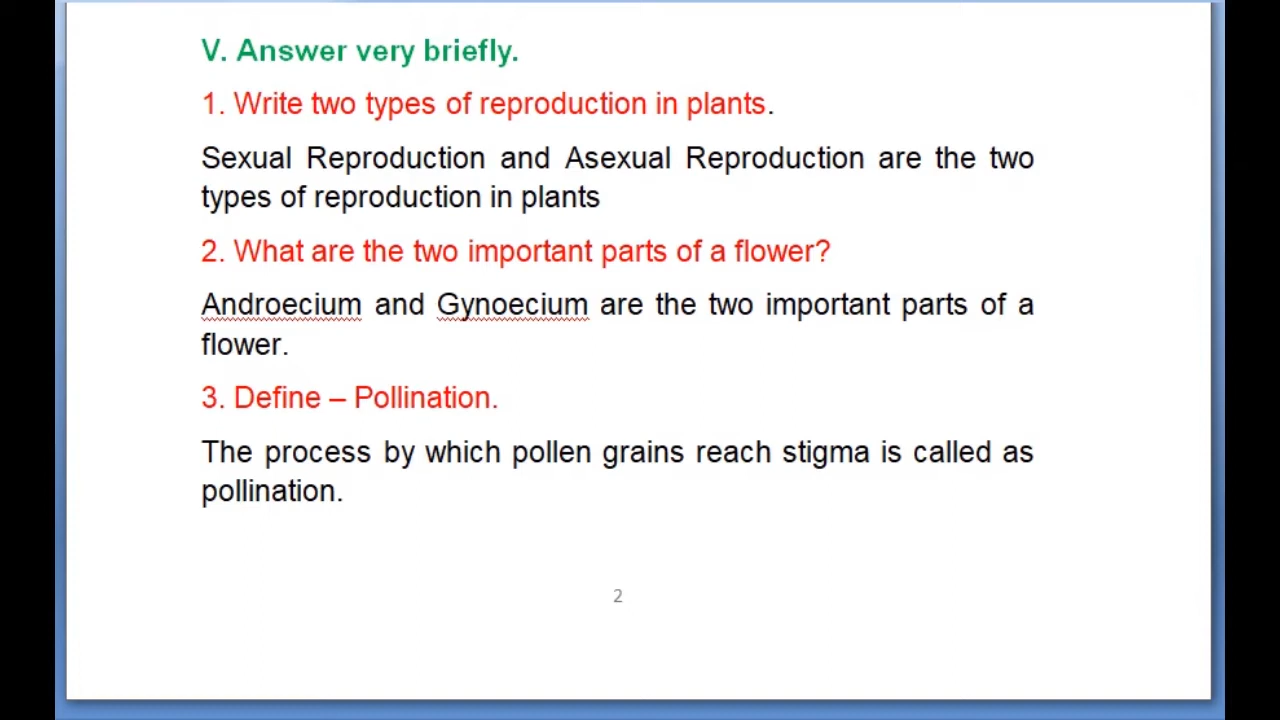 V. Answer very briefly.
1. Write two types of reproduction in plants.
Sexual Reproduction and Asexual Reproduction are the two
types of reproduction in plants
2. What are the two important parts of a flower?
Androecium and Gynoecium are the two important parts of a
flower.
3. Define – Pollination.
The process by which pollen grains reach stigma is called as
pollination.
2